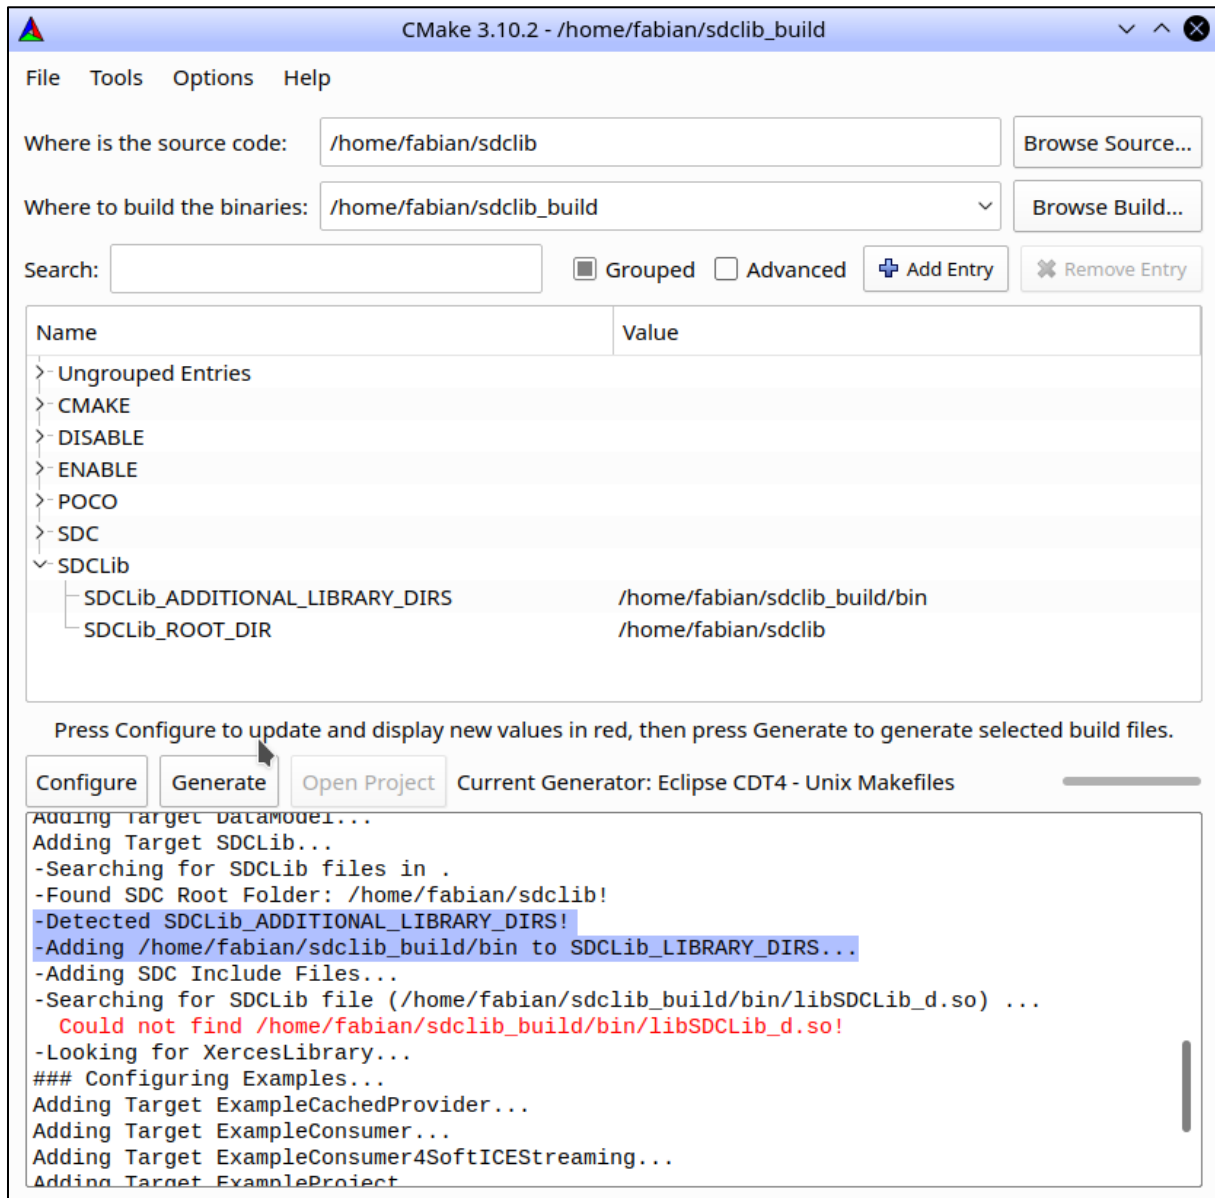 CMake 3.10.2 - /home/fabian/sdclib_build
File Tools Options Help
Where is the source code: /home/fabian/sdclib Browse Source...
Where to build the binaries: /home/fabian/sdclib_build Browse Build...
Search: Grouped Advanced Add Entry Remove Entry
Name Value
Ungrouped Entries
CMAKE
DISABLE
ENABLE
POCO
SDC
SDCLib
SDCLib_ADDITIONAL_LIBRARY_DIRS /home/fabian/sdclib_build/bin
SDCLib_ROOT_DIR /home/fabian/sdclib
Press Configure to update and display new values in red, then press Generate to generate selected build files.
Configure Generate Open Project Current Generator: Eclipse CDT4 - Unix Makefiles
Adding Target DataModel...
Adding Target SDCLib...
-Searching for SDCLib files in .
-Found SDC Root Folder: /home/fabian/sdclib!
-Detected SDCLib_ADDITIONAL_LIBRARY_DIRS!
-Adding /home/fabian/sdclib_build/bin to SDCLib_LIBRARY_DIRS...
-Adding SDC Include Files...
-Searching for SDCLib file (/home/fabian/sdclib_build/bin/libSDCLib_d.so) ...
Could not find /home/fabian/sdclib_build/bin/libSDCLib_d.so!
-Looking for XercesLibrary...
### Configuring Examples...
Adding Target ExampleCachedProvider...
Adding Target ExampleConsumer...
Adding Target ExampleConsumer4SoftICEStreaming...
Adding Target ExampleProject